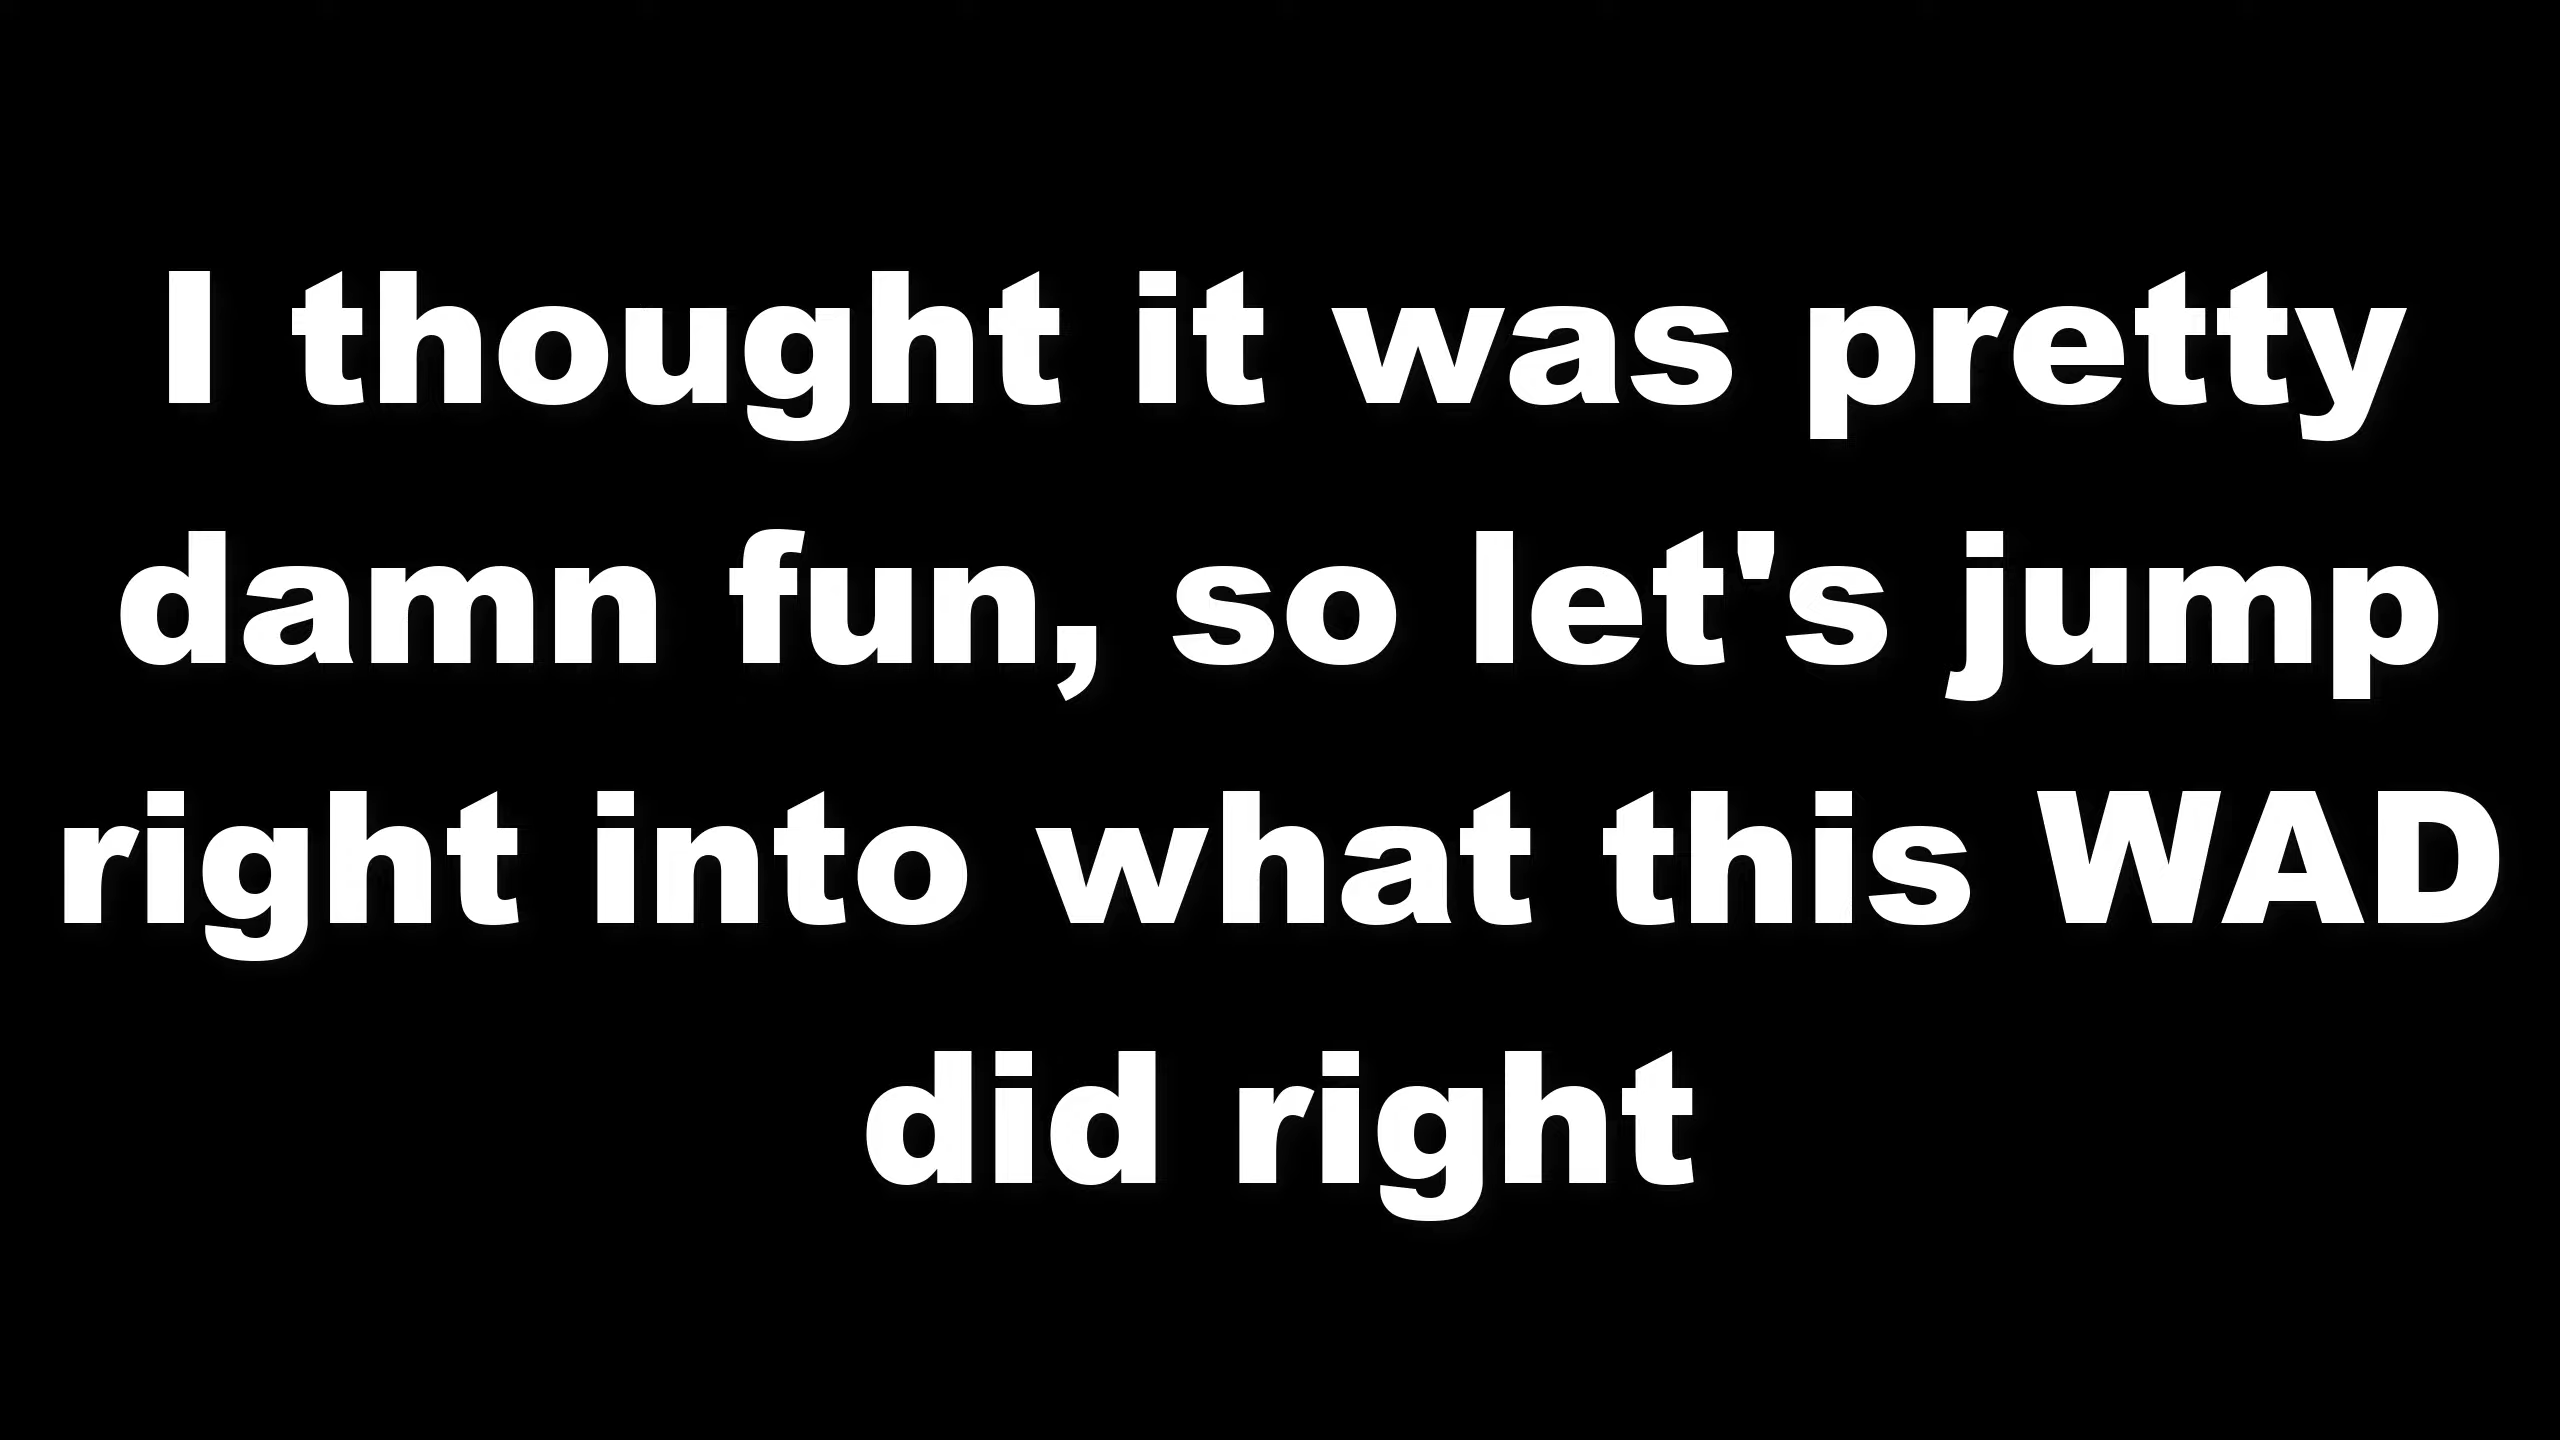 I thought it was pretty
damn fun, so let's jump
right into what this WAD
did right